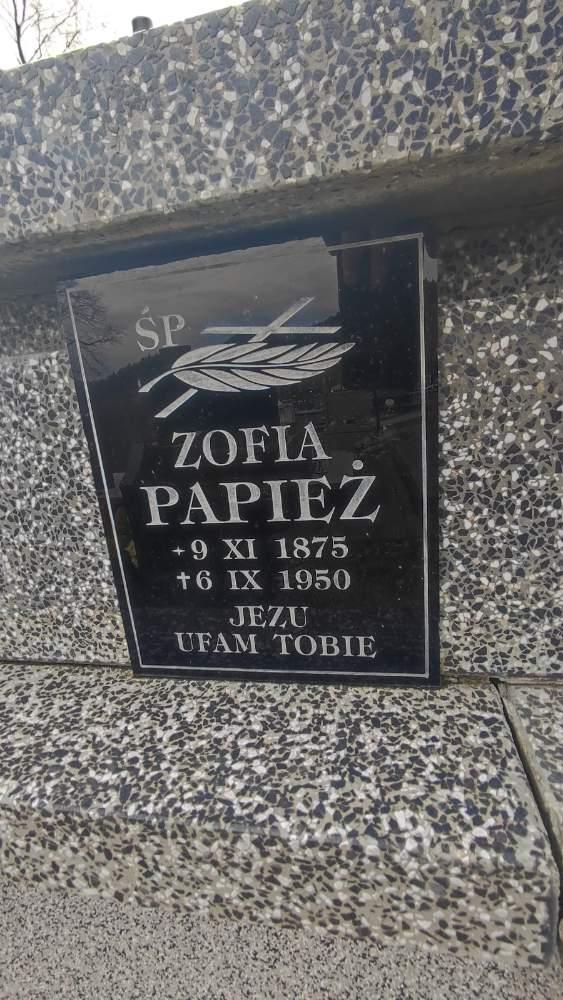 ŚP
ZOFIA
PAPIEŻ
⋆9 XI 1875
✝6 IX 1950
JEZU
UFAM TOBIE